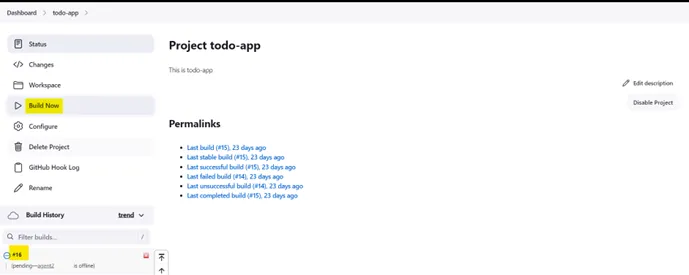 Dashboard > todo-app >
Status
Changes
Workspace
Build Now
Configure
Delete Project
GitHub Hook Log
Rename
Build History
trend
Filter builds...
/
#16
(pending—agent2 is offline)
Project todo-app
This is todo-app
Edit description
Disable Project
Permalinks
Last build (#15), 23 days ago
Last stable build (#15), 23 days ago
Last successful build (#15), 23 days ago
Last failed build (#14), 23 days ago
Last unsuccessful build (#14), 23 days ago
Last completed build (#15), 23 days ago